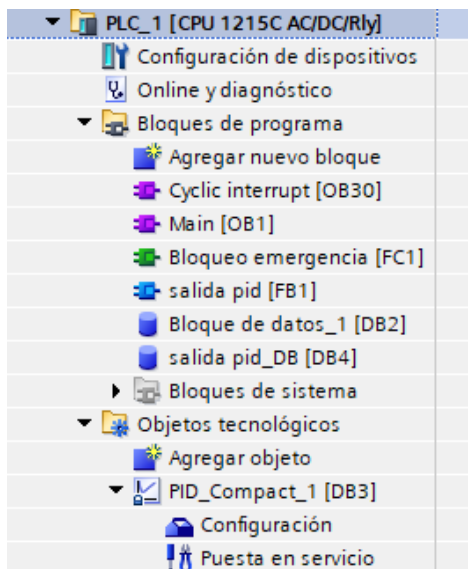 PLC_1 [CPU 1215C AC/DC/Rly]
Configuración de dispositivos
Online y diagnóstico
Bloques de programa
Agregar nuevo bloque
Cyclic interrupt [OB30]
Main [OB1]
Bloqueo emergencia [FC1]
salida pid [FB1]
Bloque de datos_1 [DB2]
salida pid_DB [DB4]
Bloques de sistema
Objetos tecnológicos
Agregar objeto
PID_Compact_1 [DB3]
Configuración
Puesta en servicio